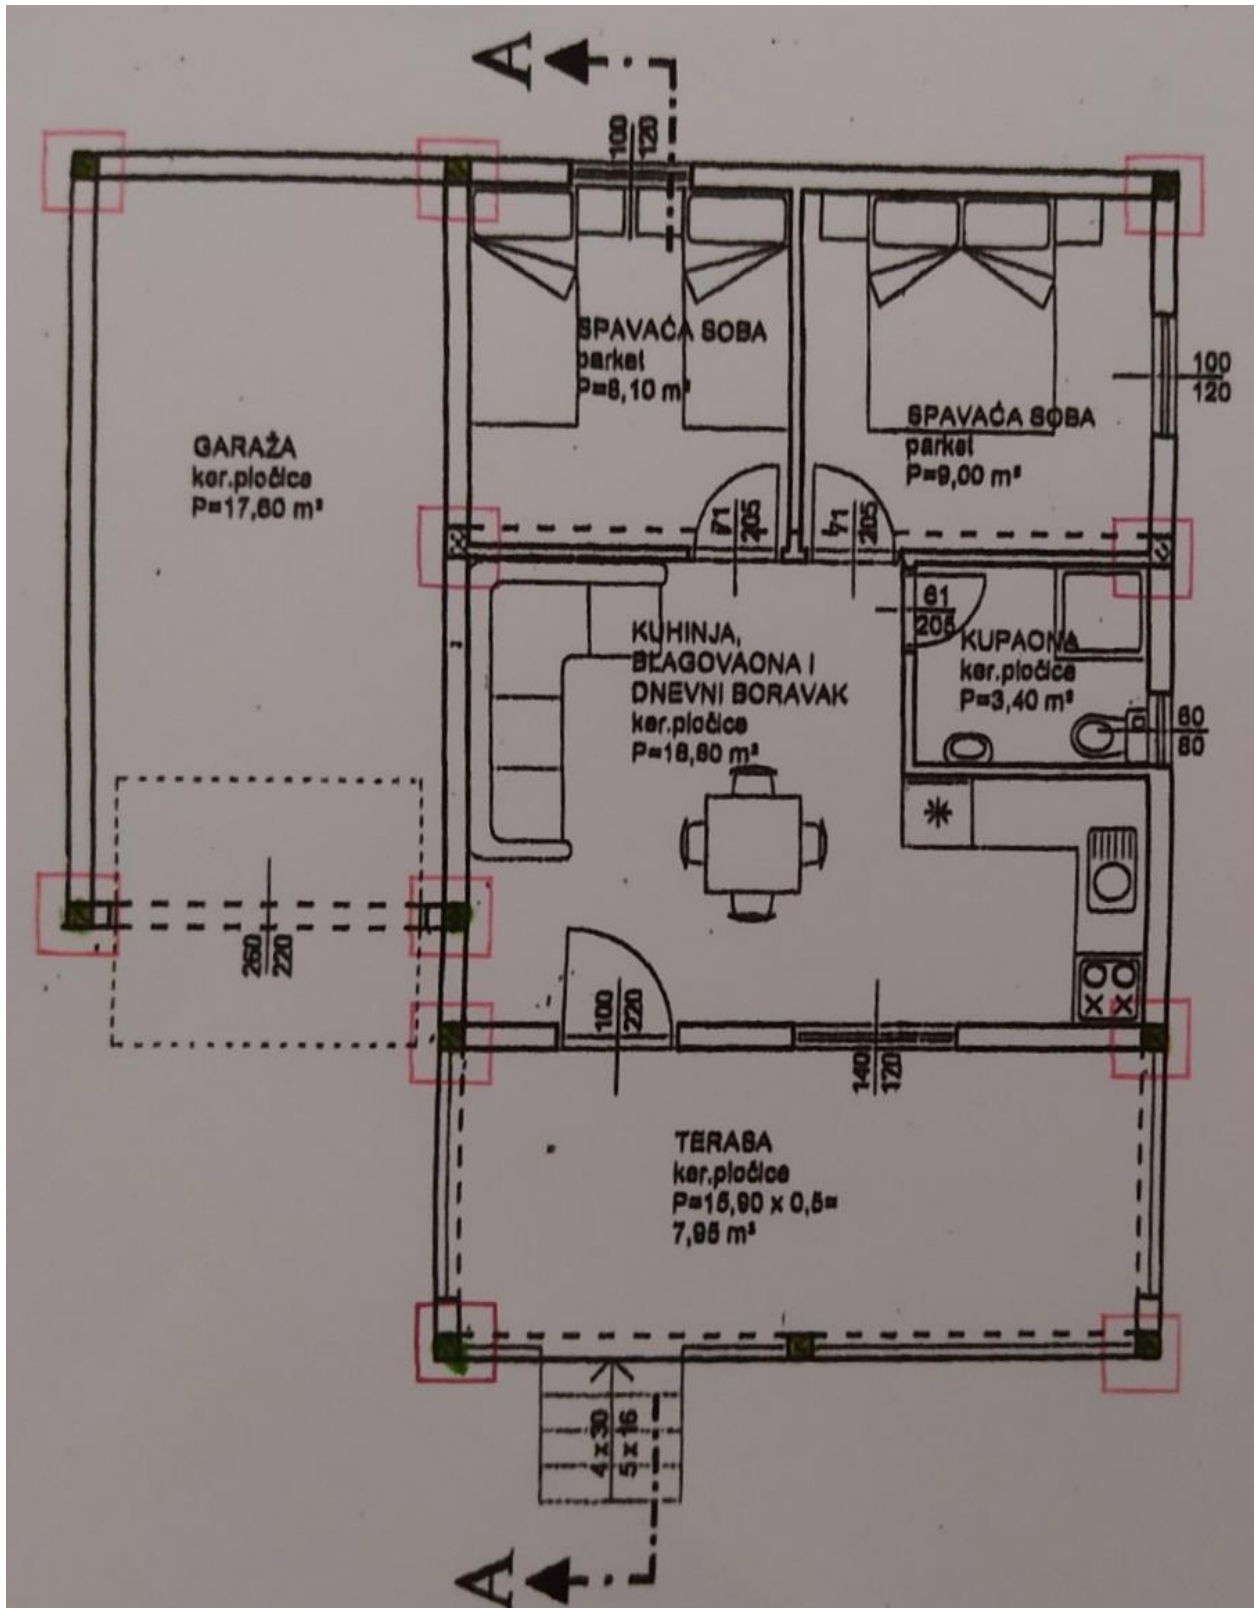 A
100
120
SPAVAĆA SOBA
parket
P=8,10 m²
100
120
SPAVAĆA SOBA
parket
P=9,00 m²
GARAŽA
ker.pločice
P=17,60 m²
71
205
71
205
61
205
KUHINJA,
BLAGOVAONA I
DNEVNI BORAVAK
ker.pločice
P=18,60 m²
KUPAONA
ker.pločice
P=3,40 m²
60
60
260
220
100
220
140
120
TERASA
ker.pločice
P=15,90 x 0,5=
7,95 m²
4 x 30
5 x 16
A